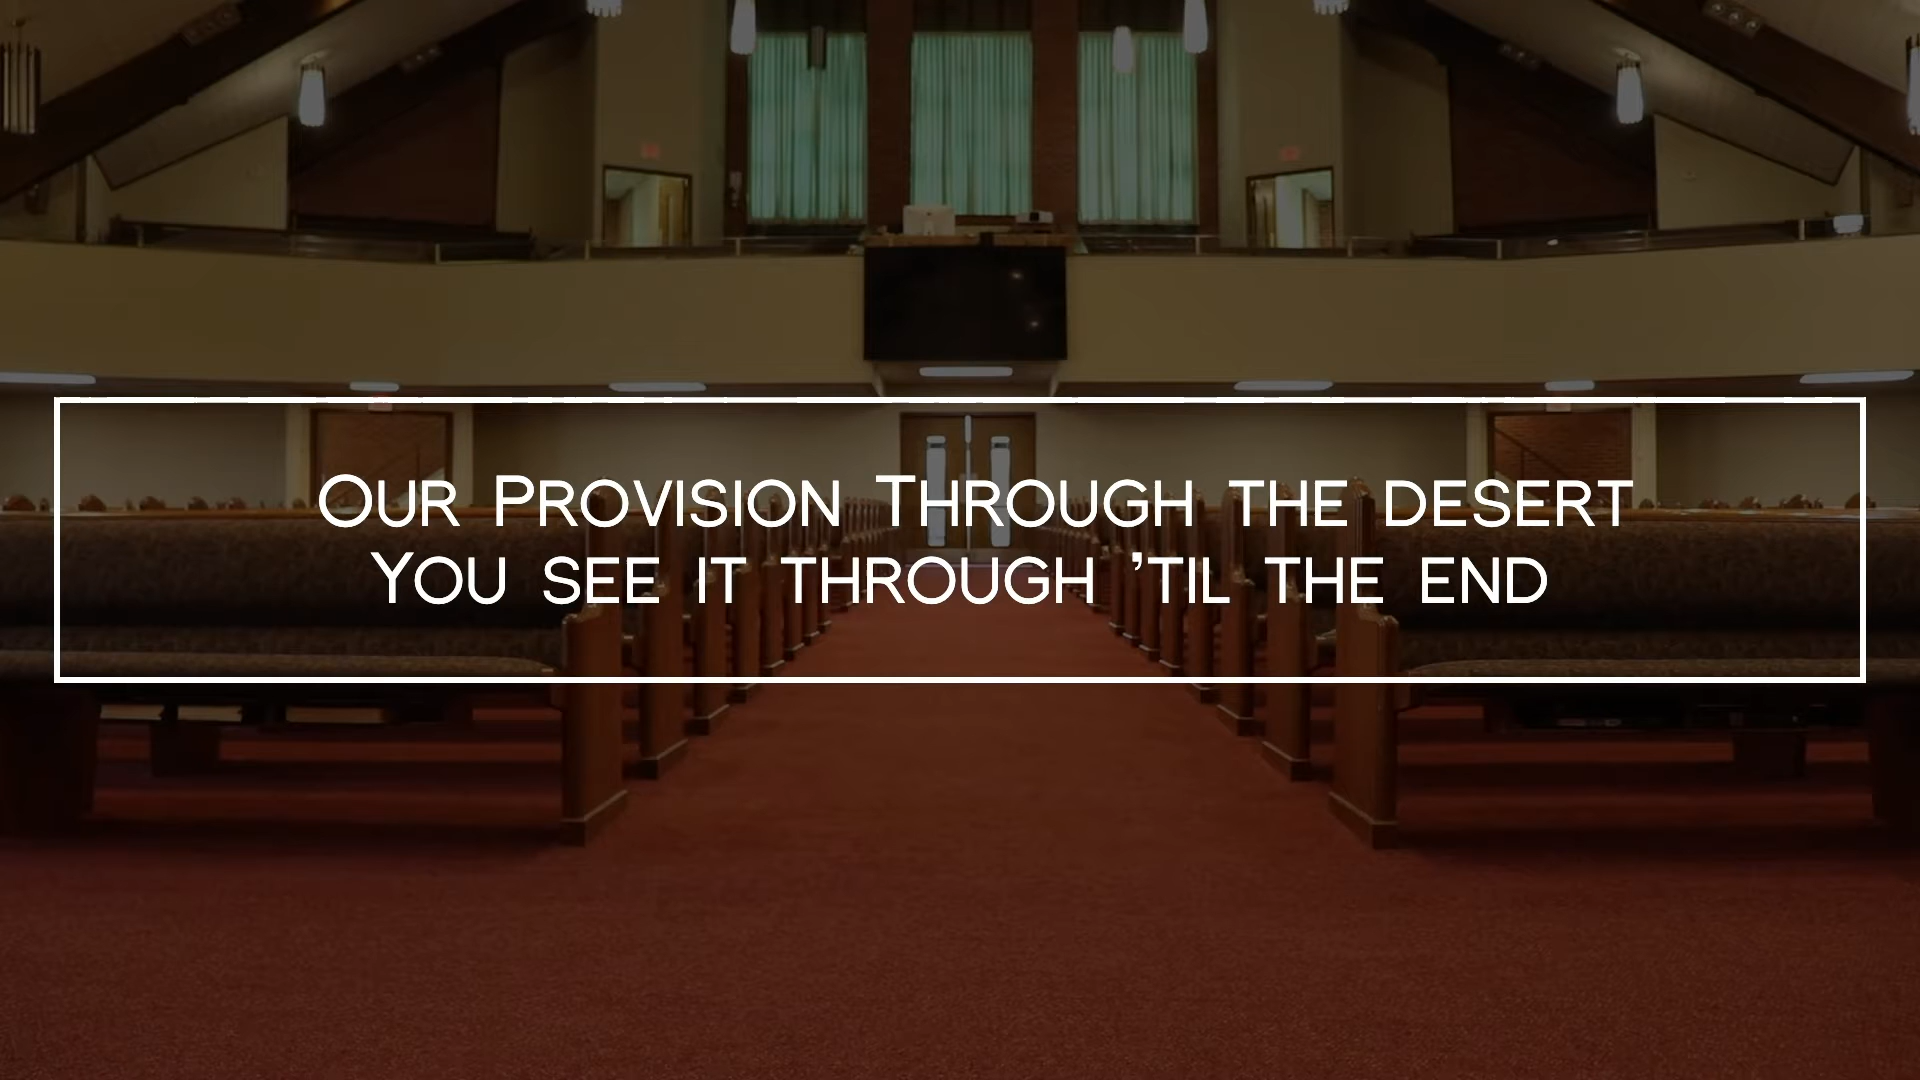 Our Provision Through the desert
You see it through ’til the end